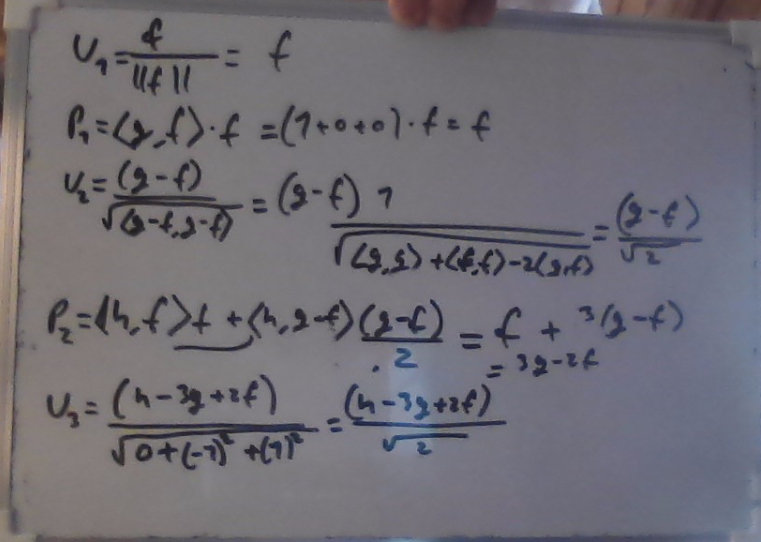 U₁ = f / ||f|| = f
P₁ = ⟨g,f⟩·f = (1+0+0)·f = f
U₂ = (g-f) / √⟨g-f,g-f⟩ = (g-f) 1 / √(⟨g,g⟩+⟨f,f⟩-2⟨g,f⟩) = (g-f) / √2
P₂ = ⟨h,f⟩f + ⟨h,g-f⟩ (g-f) / 2 = f + 3(g-f)
= 3g-2f
U₃ = (h-3g+2f) / √(0+(-1)²+(1)²) = (h-3g+2f) / √2